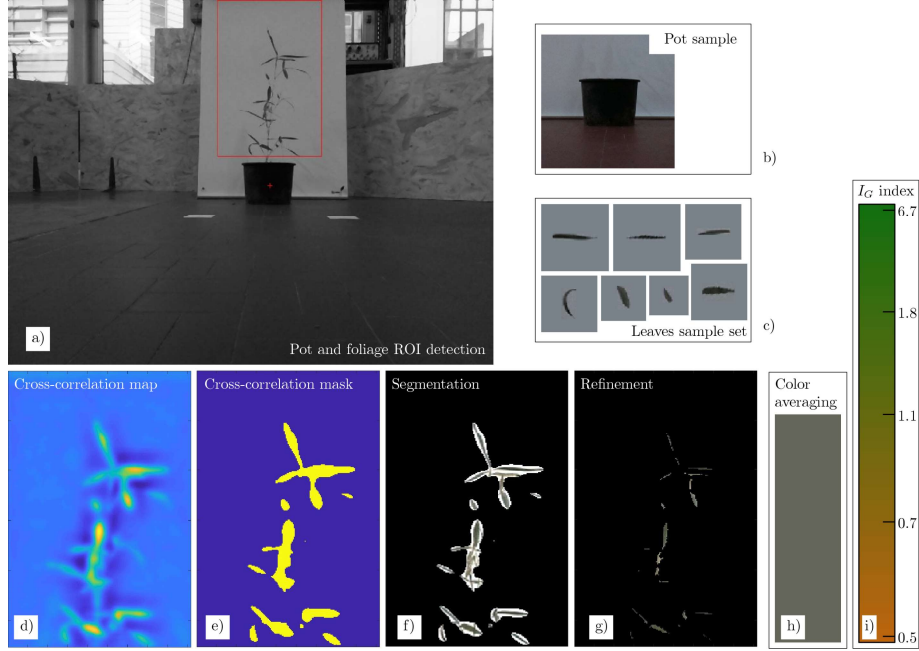 a)
Pot and foliage ROI detection
Pot sample
b)
Leaves sample set
c)
Cross-correlation map
d)
Cross-correlation mask
e)
Segmentation
f)
Refinement
g)
Color
averaging
h)
I_G index
6.7
1.8
1.1
0.7
0.5
i)